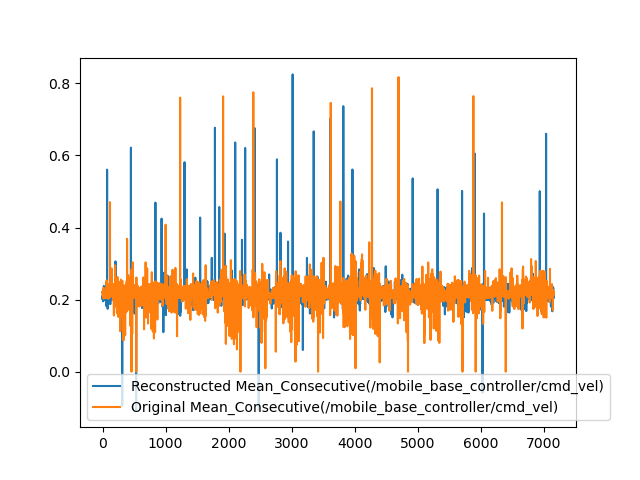 0.8
0.6
0.4
0.2
0.0
Reconstructed Mean_Consecutive(/mobile_base_controller/cmd_vel)
Original Mean_Consecutive(/mobile_base_controller/cmd_vel)
0 1000 2000 3000 4000 5000 6000 7000